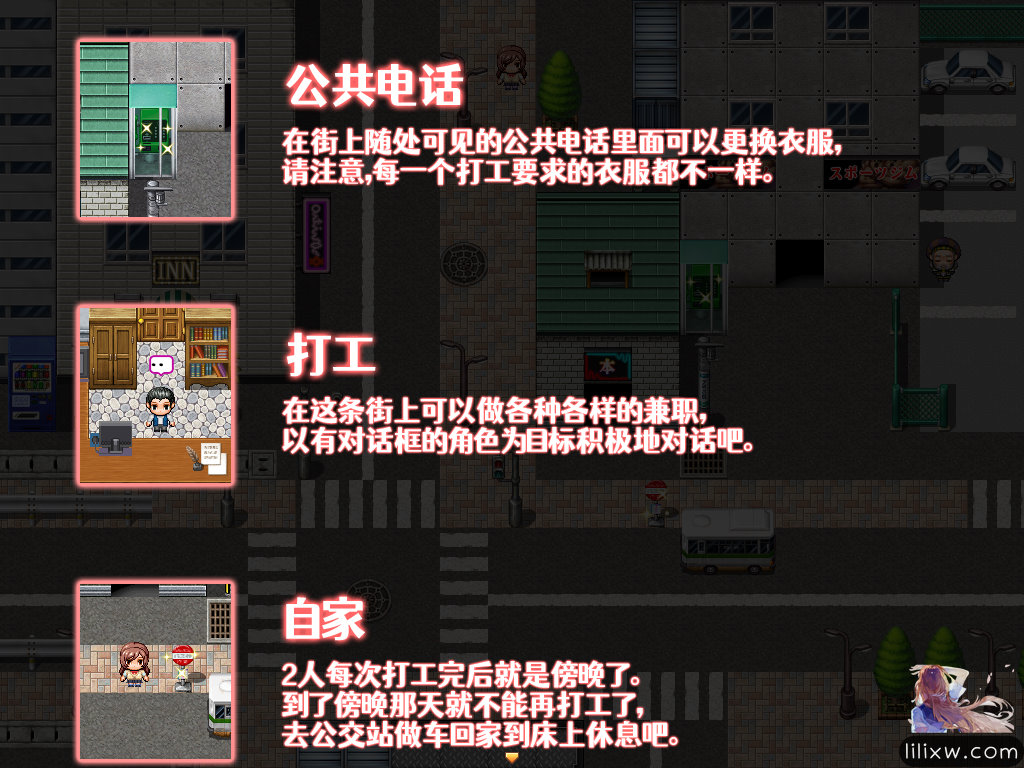 公共电话
在街上随处可见的公共电话里面可以更换衣服,
请注意,每一个打工要求的衣服都不一样。
スポーツジム
INN
本
打工
在这条街上可以做各种各样的兼职,
以有对话框的角色为目标积极地对话吧。
自家
2人每次打工完后就是傍晚了。
到了傍晚那天就不能再打工了,
去公交站做车回家到床上休息吧。
lilixw.com